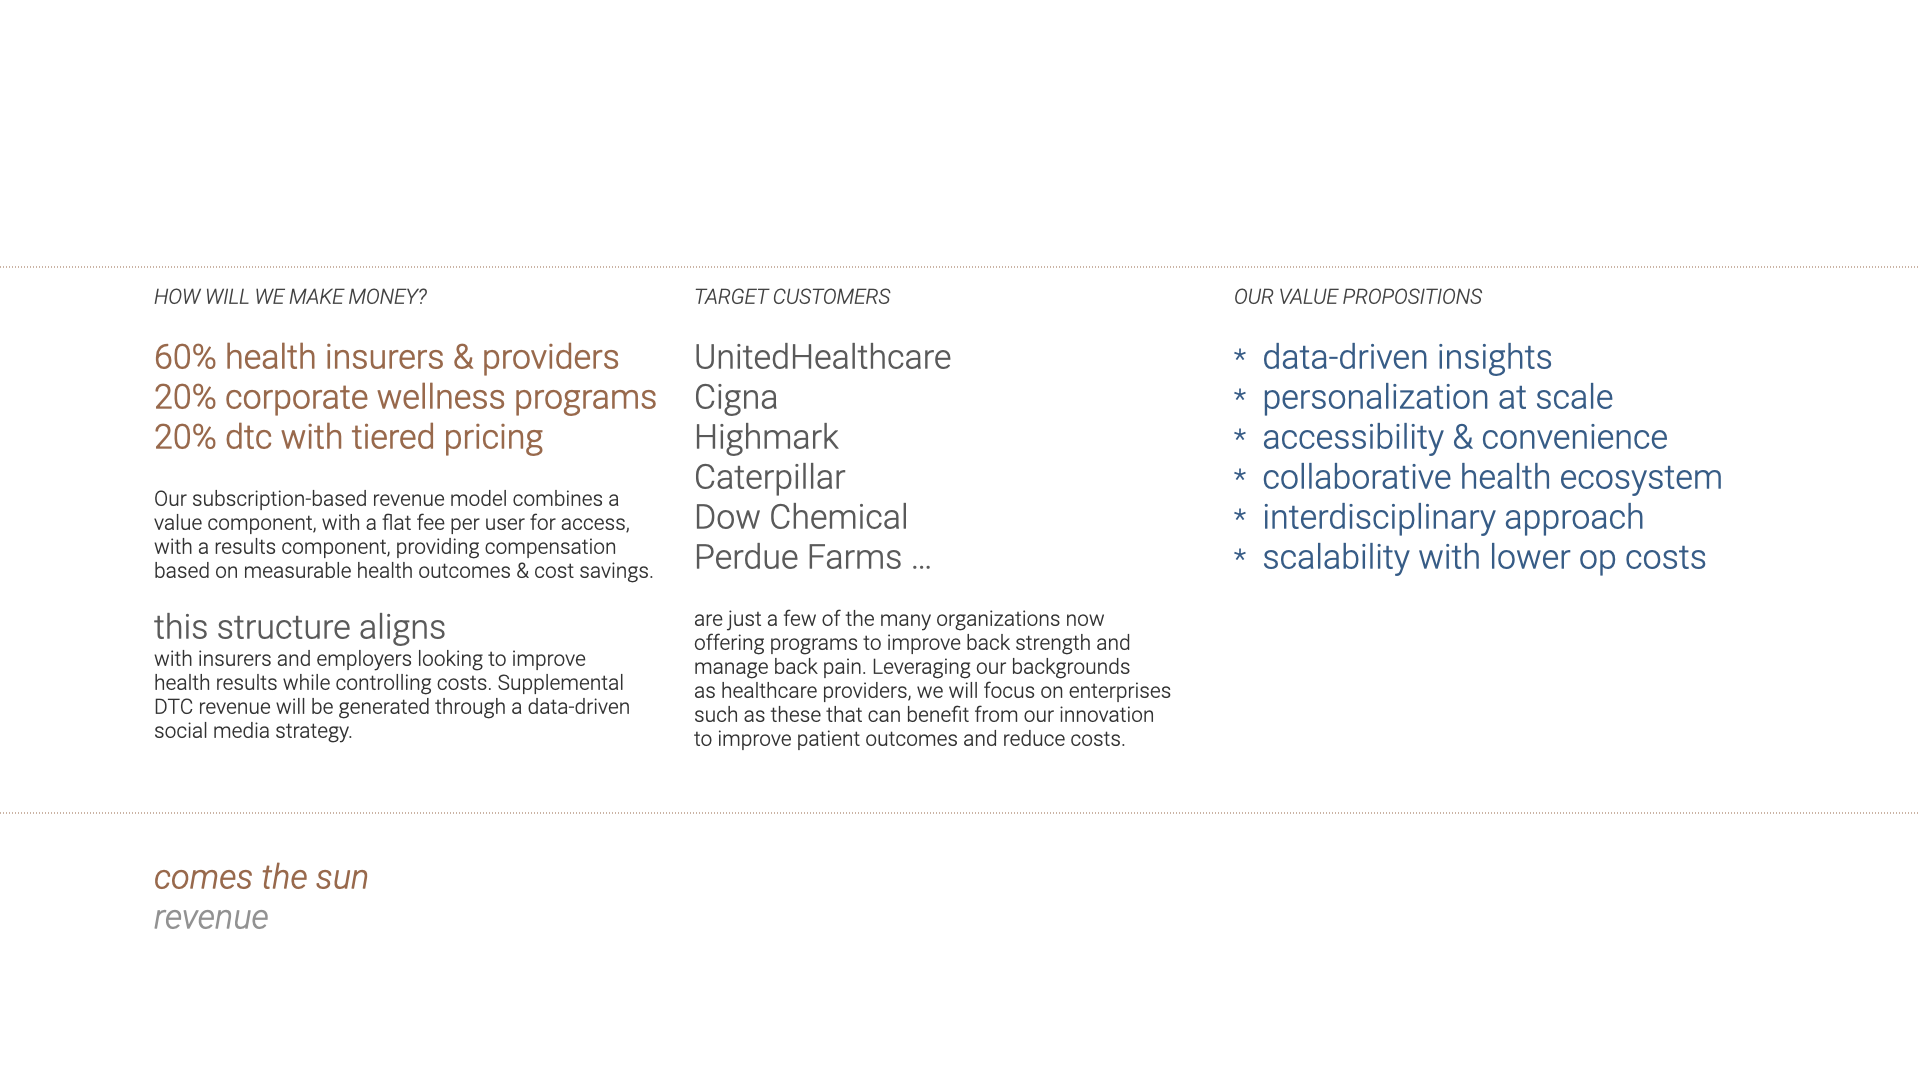 HOW WILL WE MAKE MONEY?
60% health insurers & providers
20% corporate wellness programs
20% dtc with tiered pricing
Our subscription-based revenue model combines a
value component, with a flat fee per user for access,
with a results component, providing compensation
based on measurable health outcomes & cost savings.
this structure aligns
with insurers and employers looking to improve
health results while controlling costs. Supplemental
DTC revenue will be generated through a data-driven
social media strategy.
TARGET CUSTOMERS
UnitedHealthcare
Cigna
Highmark
Caterpillar
Dow Chemical
Perdue Farms ...
are just a few of the many organizations now
offering programs to improve back strength and
manage back pain. Leveraging our backgrounds
as healthcare providers, we will focus on enterprises
such as these that can benefit from our innovation
to improve patient outcomes and reduce costs.
OUR VALUE PROPOSITIONS
* data-driven insights
* personalization at scale
* accessibility & convenience
* collaborative health ecosystem
* interdisciplinary approach
* scalability with lower op costs
comes the sun
revenue